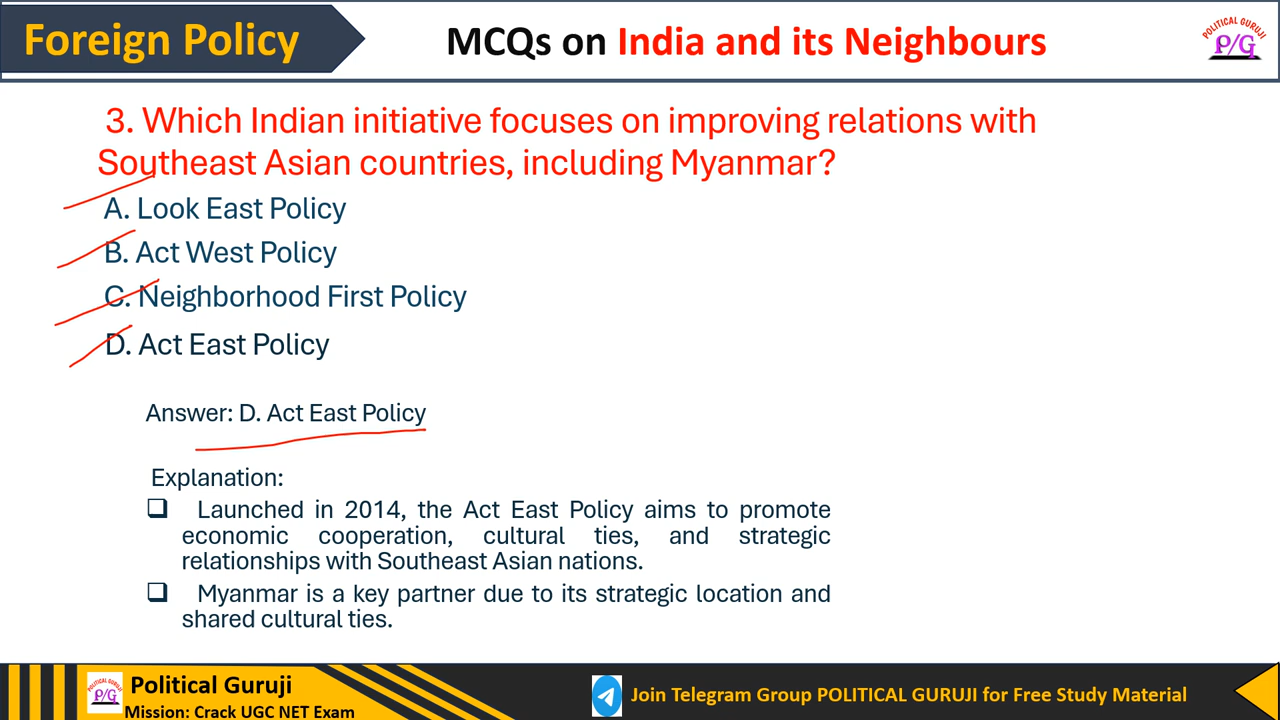 Foreign Policy
MCQs on India and its Neighbours
POLITICAL GURUJI
P/G
3. Which Indian initiative focuses on improving relations with
Southeast Asian countries, including Myanmar?
A. Look East Policy
B. Act West Policy
C. Neighborhood First Policy
D. Act East Policy
Answer: D. Act East Policy
Explanation:
Launched in 2014, the Act East Policy aims to promote
economic cooperation, cultural ties, and strategic
relationships with Southeast Asian nations.
Myanmar is a key partner due to its strategic location and
shared cultural ties.
POLITICAL GURUJI
P/G
Political Guruji
Mission: Crack UGC NET Exam
Join Telegram Group POLITICAL GURUJI for Free Study Material